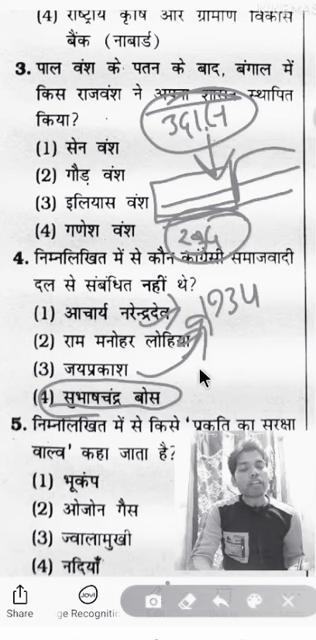 (4) राष्ट्रीय कृषि और ग्रामीण विकास
बैंक (नाबार्ड)
3. पाल वंश के पतन के बाद, बंगाल में
किस राजवंश ने अपना शासन स्थापित
किया?
(1) सेन वंश
(2) गौड़ वंश
(3) इलियास वंश
(4) गणेश वंश
4. निम्नलिखित में से कौन कांग्रेसी समाजवादी
दल से संबंधित नहीं थे?
(1) आचार्य नरेन्द्रदेव
1934
(2) राम मनोहर लोहिया
(3) जयप्रकाश
(4) सुभाषचंद्र बोस
5. निम्नलिखित में से किसे 'प्रकृति का सुरक्षा
वाल्व' कहा जाता है?
(1) भूकंप
(2) ओजोन गैस
(3) ज्वालामुखी
(4) नदियाँ
Share
ge Recogniti